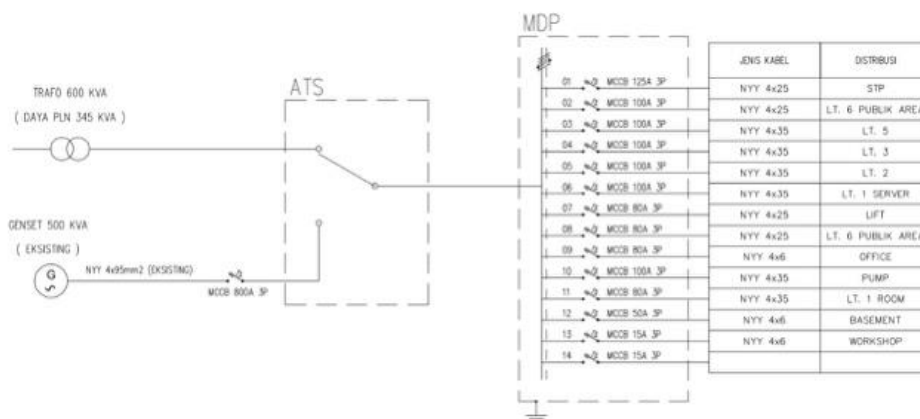 MDP
ATS
TRAFO 600 KVA
( DAYA PLN 345 KVA )
GENSET 500 KVA
( EKSISTING )
G
NYY 4x95mm2 (EKSISTING)
MCCB 800A 3P
JENIS KABEL DISTRIBUSI
01 MCCB 125A 3P NYY 4x25 STP
02 MCCB 100A 3P NYY 4x25 LT. 6 PUBLIK AREA
03 MCCB 100A 3P NYY 4x35 LT. 5
04 MCCB 100A 3P NYY 4x35 LT. 3
05 MCCB 100A 3P NYY 4x35 LT. 2
06 MCCB 100A 3P NYY 4x35 LT. 1 SERVER
07 MCCB 80A 3P NYY 4x25 LIFT
08 MCCB 80A 3P NYY 4x25 LT. 6 PUBLIK AREA
09 MCCB 80A 3P NYY 4x6 OFFICE
10 MCCB 100A 3P NYY 4x35 PUMP
11 MCCB 80A 3P NYY 4x35 LT. 1 ROOM
12 MCCB 50A 3P NYY 4x6 BASEMENT
13 MCCB 15A 3P NYY 4x6 WORKSHOP
14 MCCB 15A 3P